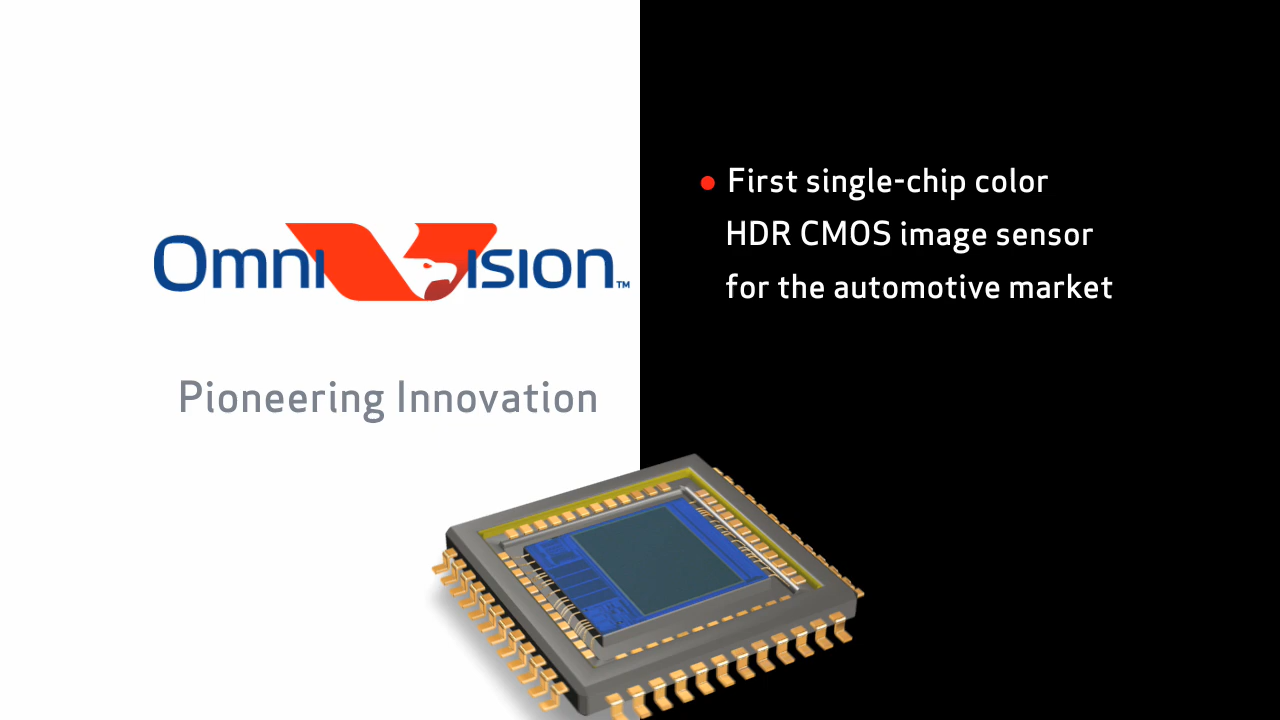 OmniVision™
Pioneering Innovation
• First single-chip color
HDR CMOS image sensor
for the automotive market